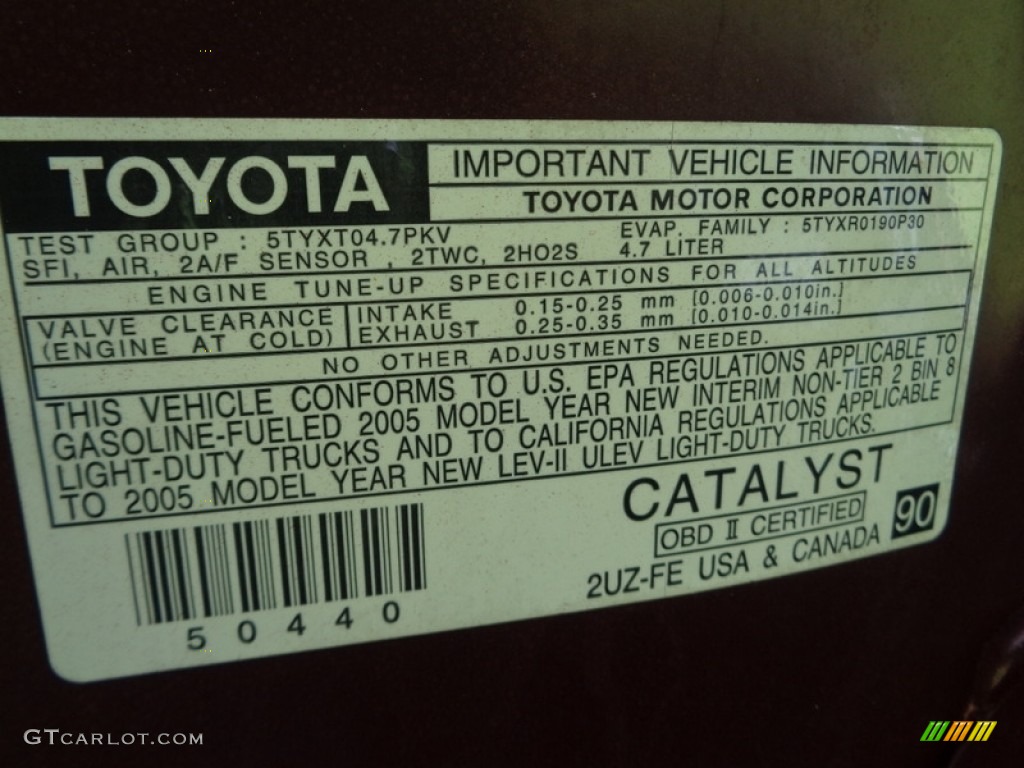 TOYOTA
IMPORTANT VEHICLE INFORMATION
TOYOTA MOTOR CORPORATION
TEST GROUP : 5TYXT04.7PKV EVAP. FAMILY : 5TYXR0190P30
SFI, AIR, 2A/F SENSOR , 2TWC, 2HO2S 4.7 LITER
ENGINE TUNE-UP SPECIFICATIONS FOR ALL ALTITUDES
VALVE CLEARANCE INTAKE 0.15-0.25 mm [0.006-0.010in.]
(ENGINE AT COLD) EXHAUST 0.25-0.35 mm [0.010-0.014in.]
NO OTHER ADJUSTMENTS NEEDED.
THIS VEHICLE CONFORMS TO U.S. EPA REGULATIONS APPLICABLE TO
GASOLINE-FUELED 2005 MODEL YEAR NEW INTERIM NON-TIER 2 BIN 8
LIGHT-DUTY TRUCKS AND TO CALIFORNIA REGULATIONS APPLICABLE
TO 2005 MODEL YEAR NEW LEV-II ULEV LIGHT-DUTY TRUCKS.
CATALYST
OBD II CERTIFIED
90
2UZ-FE USA & CANADA
50440
GTCARLOT.COM